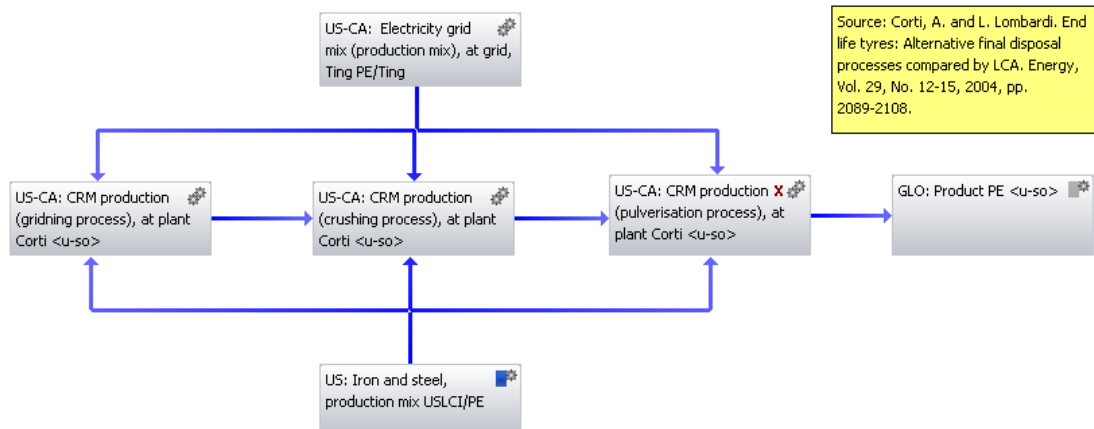 US-CA: Electricity grid
mix (production mix), at grid,
Ting PE/Ting
Source: Corti, A. and L. Lombardi. End
life tyres: Alternative final disposal
processes compared by LCA. Energy,
Vol. 29, No. 12-15, 2004, pp.
2089-2108.
US-CA: CRM production
(gridning process), at plant
Corti <u-so>
US-CA: CRM production
(crushing process), at plant
Corti <u-so>
US-CA: CRM production X
(pulverisation process), at
plant Corti <u-so>
GLO: Product PE <u-so>
US: Iron and steel,
production mix USLCI/PE